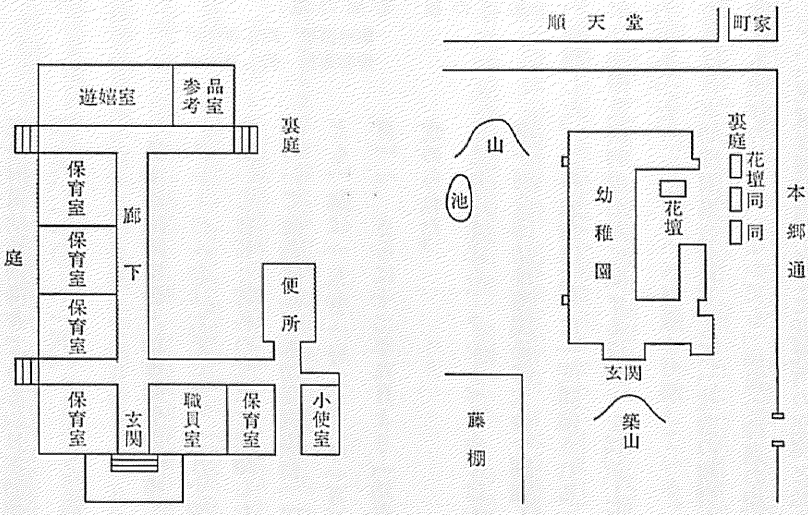 遊嬉室
参考品室
裏庭
保育室
廊下
保育室
庭
保育室
便所
保育室
玄関
職員室
保育室
小使室
順天堂
町家
山
池
幼稚園
花壇
裏庭
花壇
同
同
本郷通
玄関
築山
藤棚